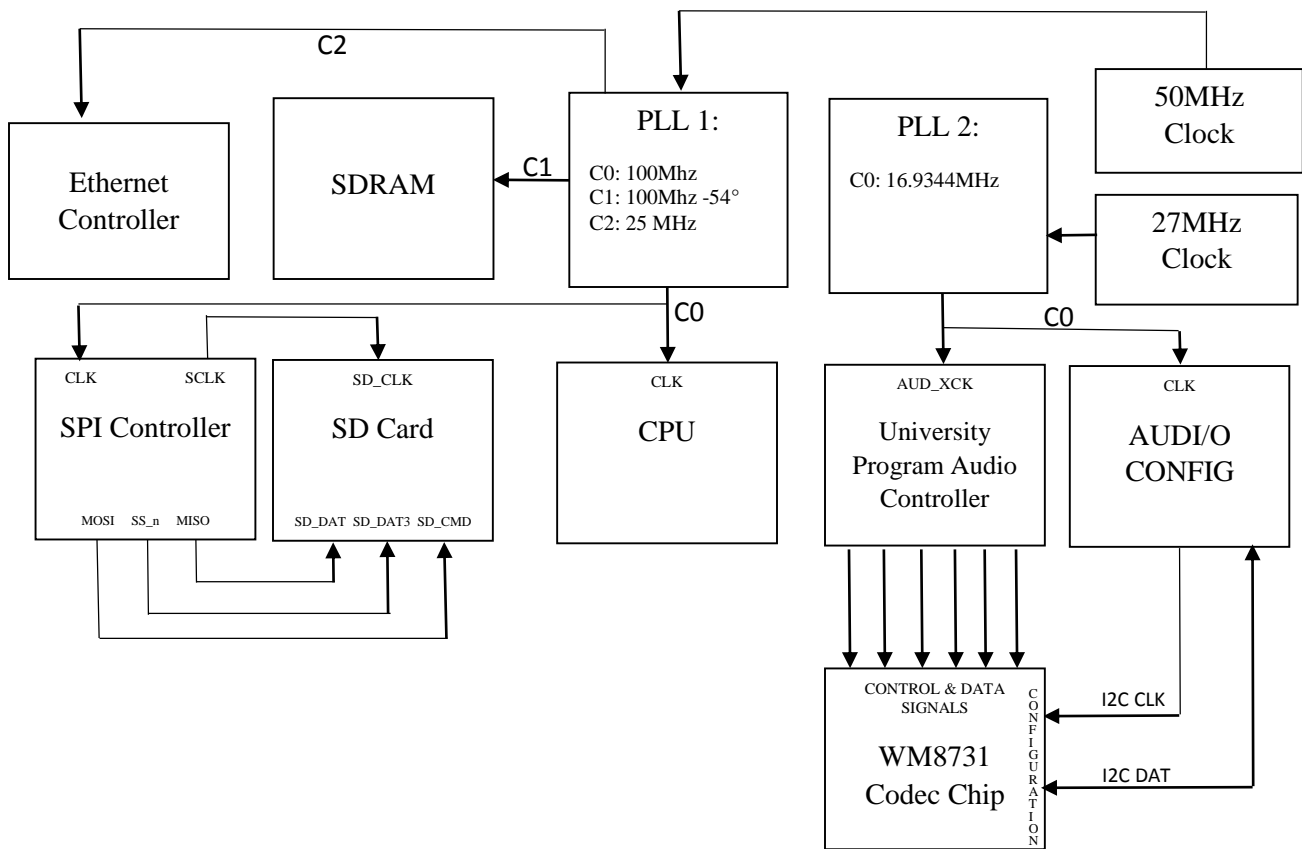 C2
50MHz
Clock
PLL 1:
C0: 100Mhz
C1: 100Mhz -54°
C2: 25 MHz
PLL 2:
C0: 16.9344MHz
Ethernet
Controller
SDRAM
C1
27MHz
Clock
C0
C0
CLK
SCLK
SPI Controller
MOSI SS_n MISO
SD_CLK
SD Card
SD_DAT SD_DAT3 SD_CMD
CLK
CPU
AUD_XCK
University
Program Audio
Controller
CLK
AUDI/O
CONFIG
CONTROL & DATA
SIGNALS
WM8731
Codec Chip
CONFIGURATION
I2C CLK
I2C DAT